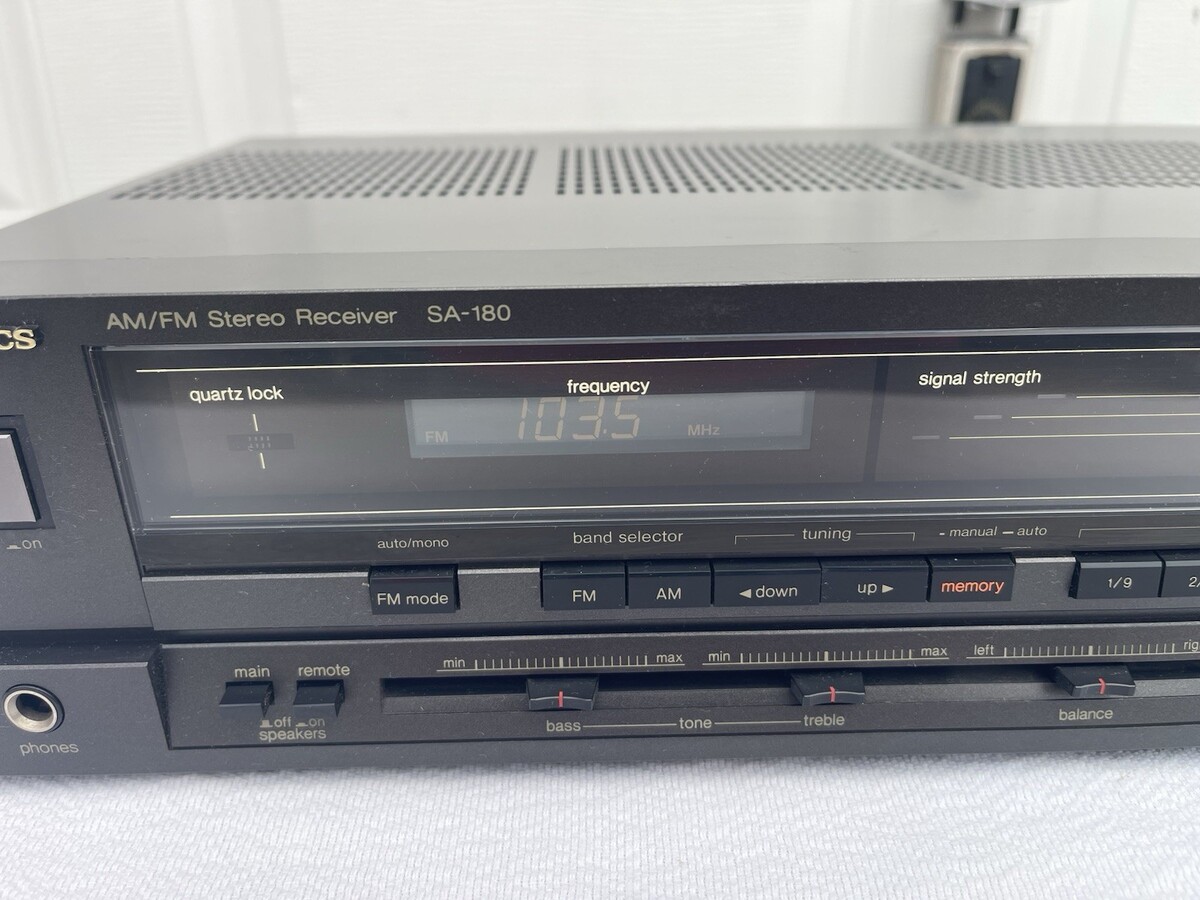 AM/FM Stereo Receiver SA-180
CS
quartz lock
frequency
signal strength
FM 103.5 MHz
on
auto/mono
band selector
tuning
- manual — auto
FM mode
FM
AM
◀ down
up ▶
memory
1/9
2/
min max
min max
left rig
main
remote
off on
speakers
bass
tone
treble
balance
phones